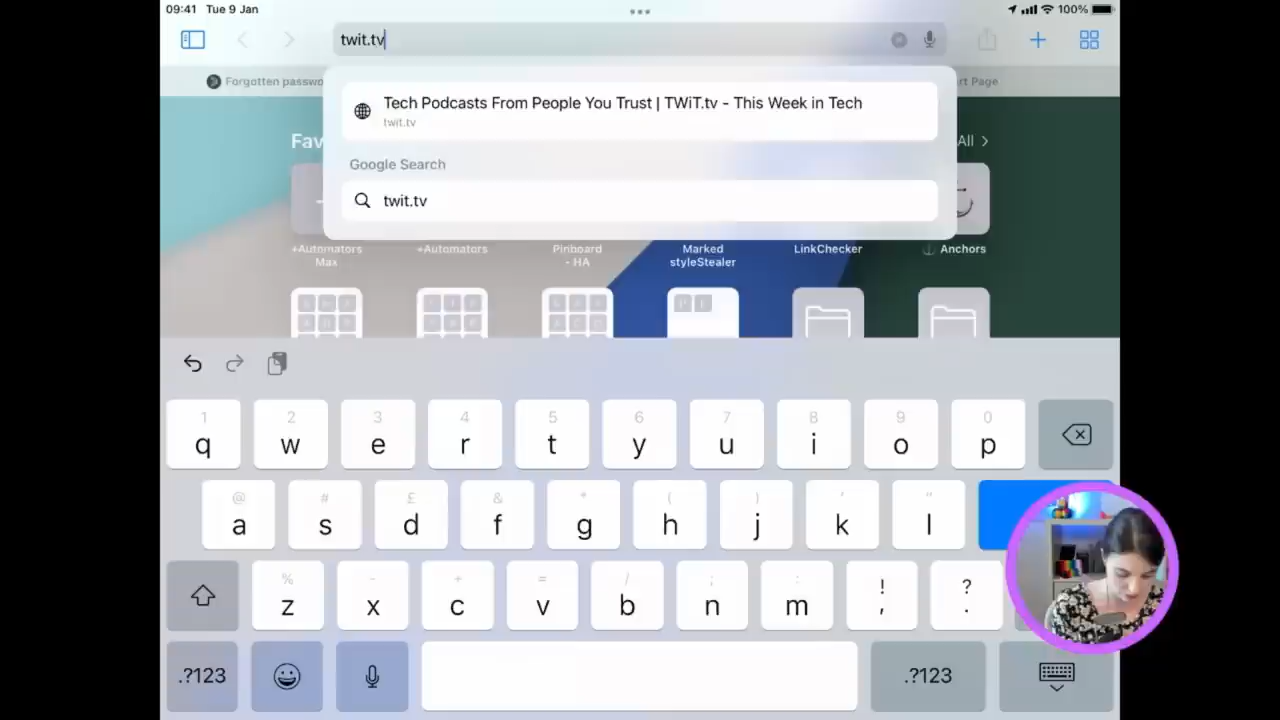 09:41 Tue 9 Jan
100%
twit.tv
Forgotten passwo
rt Page
Tech Podcasts From People You Trust | TWiT.tv - This Week in Tech
twit.tv
Google Search
twit.tv
Fav
All
+Automators Max
+Automators
Pinboard - HA
Marked styleStealer
LinkChecker
Anchors
1 2 3 4 5 6 7 8 9 0
q w e r t y u i o p
@ # £ & * ( ) ' "
a s d f g h j k l
% - + = / ; : ! ?
z x c v b n m , .
.?123
.?123